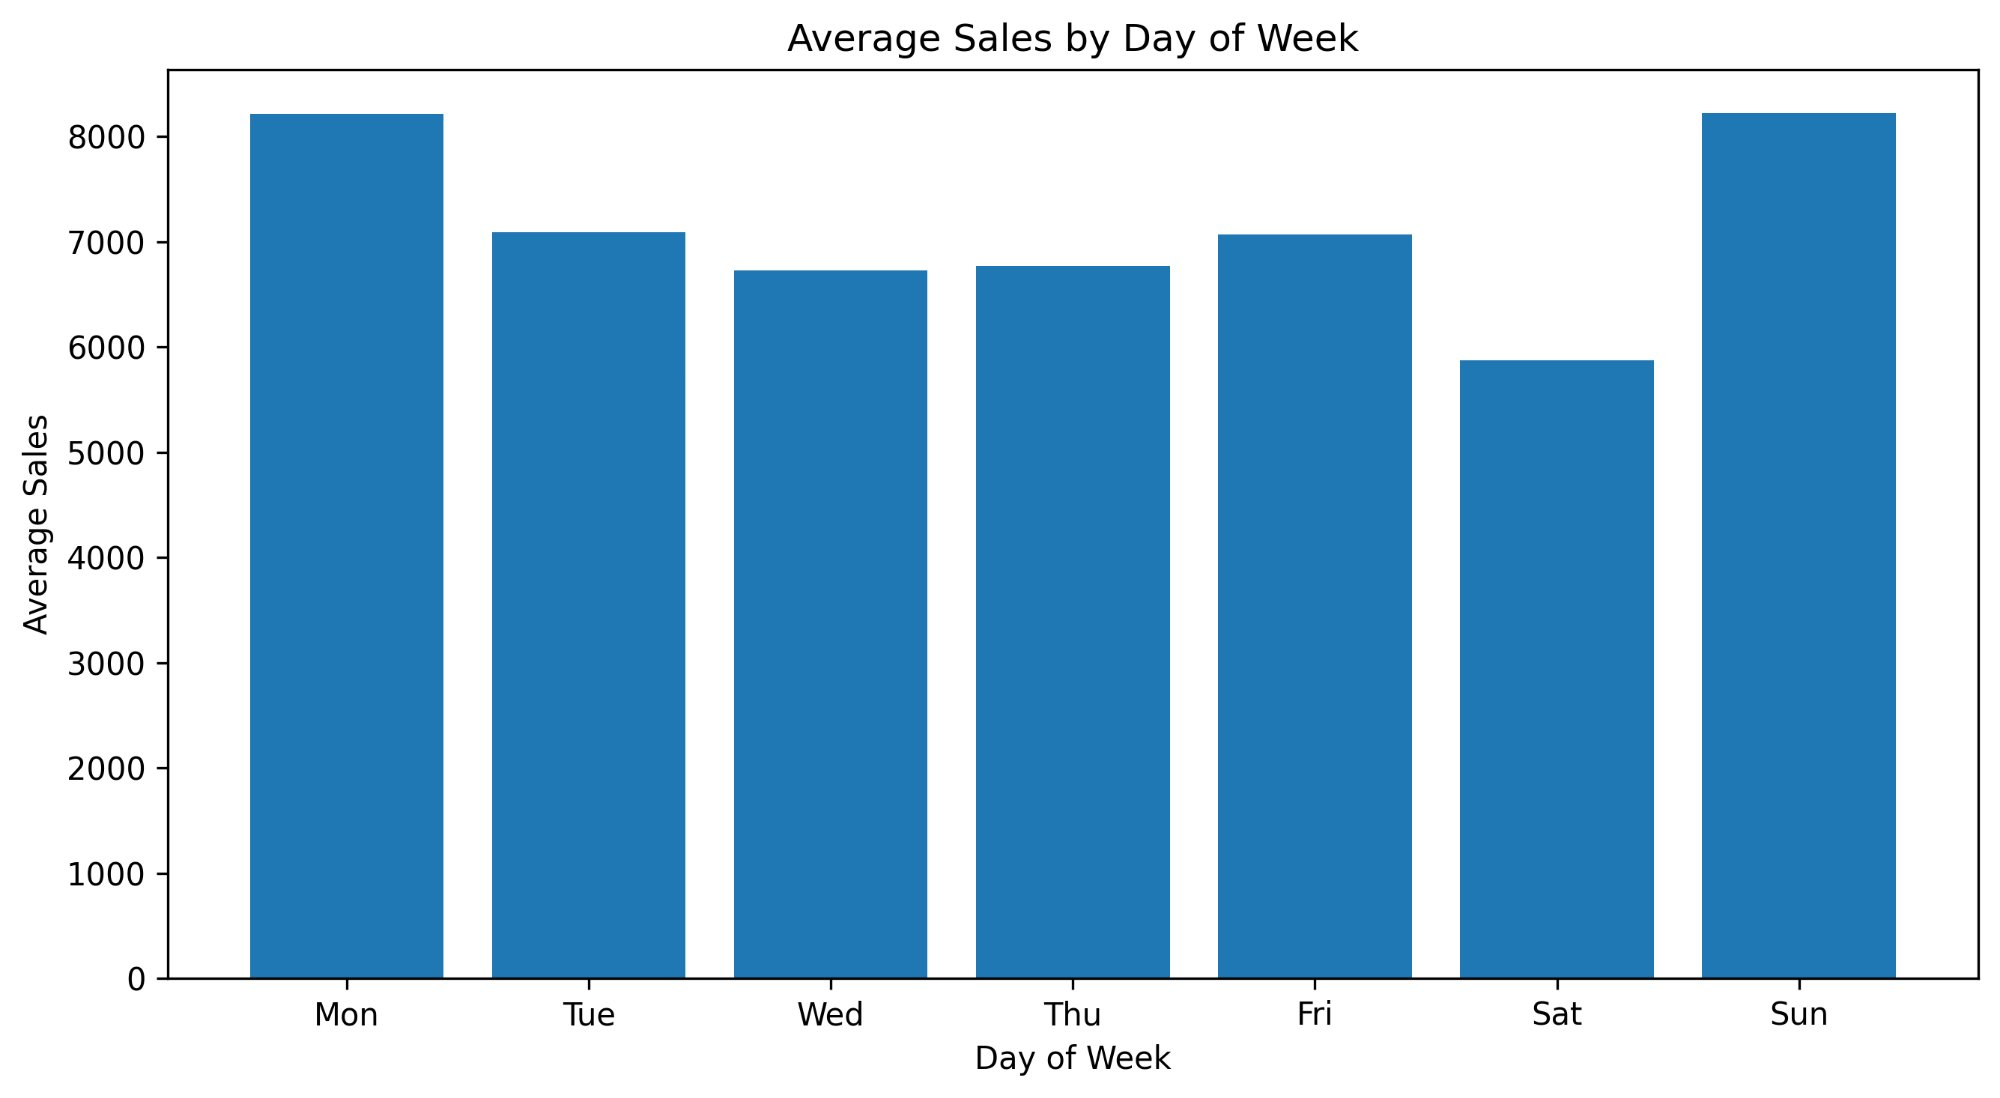 Average Sales by Day of Week
8000
7000
6000
5000
4000
3000
2000
1000
0
Average Sales
Mon Tue Wed Thu Fri Sat Sun
Day of Week